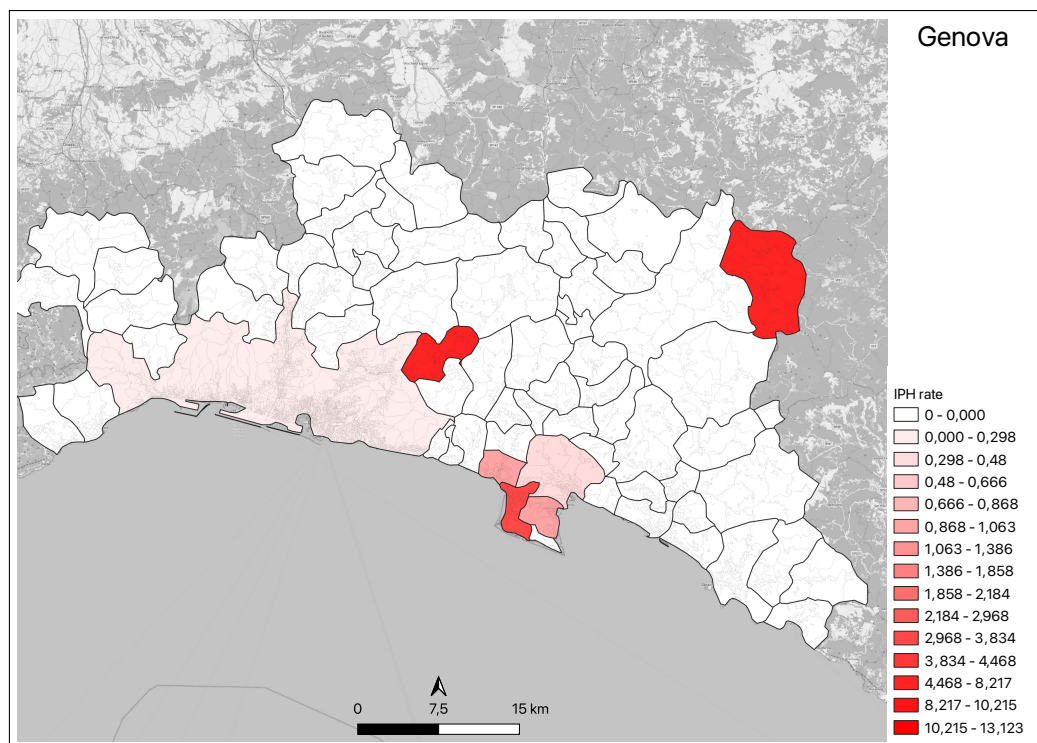 Genova
IPH rate
0 - 0,000
0,000 - 0,298
0,298 - 0,48
0,48 - 0,666
0,666 - 0,868
0,868 - 1,063
1,063 - 1,386
1,386 - 1,858
1,858 - 2,184
2,184 - 2,968
2,968 - 3,834
3,834 - 4,468
4,468 - 8,217
8,217 - 10,215
10,215 - 13,123
0 7,5 15 km